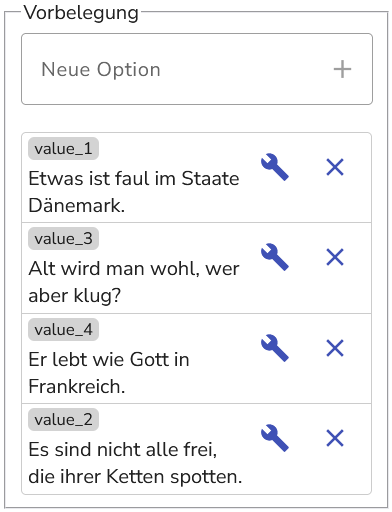 Vorbelegung
Neue Option
value_1
Etwas ist faul im Staate
Dänemark.
value_3
Alt wird man wohl, wer
aber klug?
value_4
Er lebt wie Gott in
Frankreich.
value_2
Es sind nicht alle frei,
die ihrer Ketten spotten.